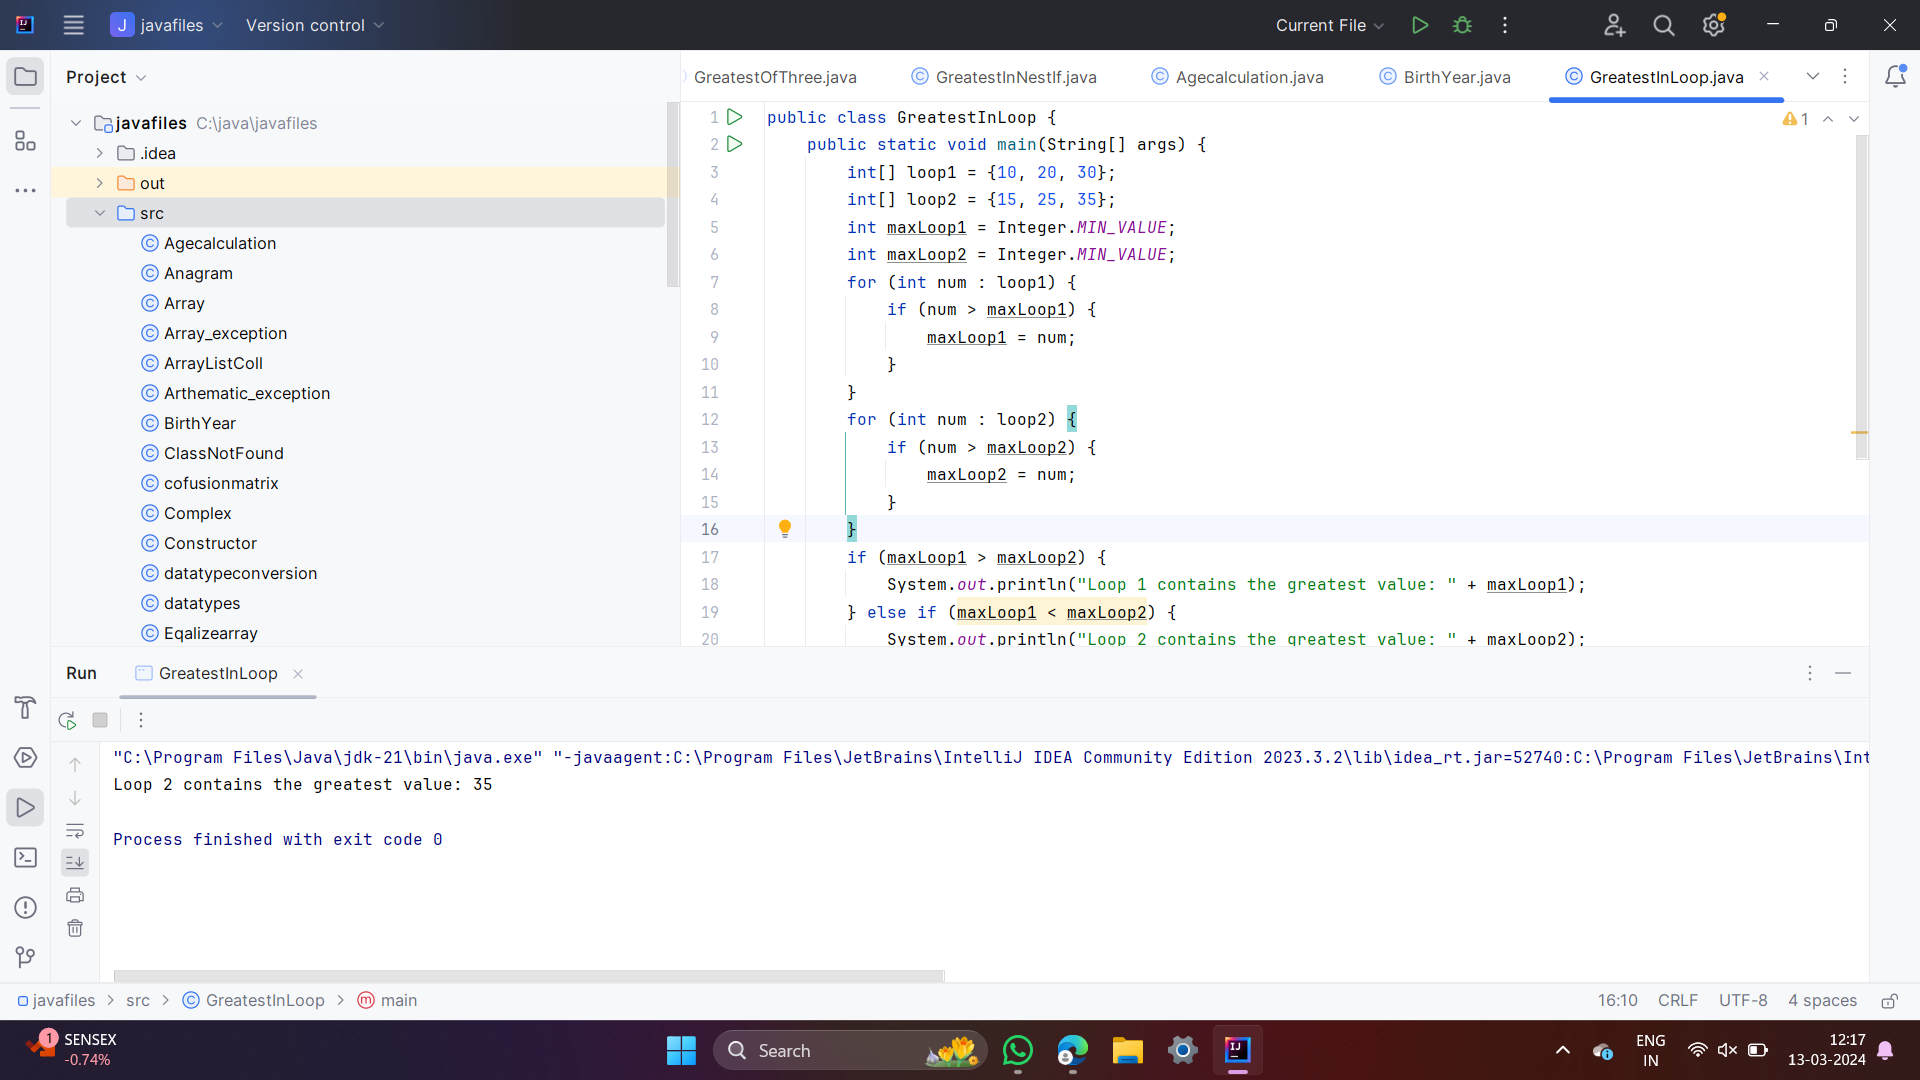 javafiles
Version control
Current File
Project
GreatestOfThree.java
GreatestInNestIf.java
Agecalculation.java
BirthYear.java
GreatestInLoop.java
javafiles C:\java\javafiles
.idea
out
src
Agecalculation
Anagram
Array
Array_exception
ArrayListColl
Arthematic_exception
BirthYear
ClassNotFound
cofusionmatrix
Complex
Constructor
datatypeconversion
datatypes
Eqalizearray
1 public class GreatestInLoop {
2 public static void main(String[] args) {
3 int[] loop1 = {10, 20, 30};
4 int[] loop2 = {15, 25, 35};
5 int maxLoop1 = Integer.MIN_VALUE;
6 int maxLoop2 = Integer.MIN_VALUE;
7 for (int num : loop1) {
8 if (num > maxLoop1) {
9 maxLoop1 = num;
10 }
11 }
12 for (int num : loop2) {
13 if (num > maxLoop2) {
14 maxLoop2 = num;
15 }
16 }
17 if (maxLoop1 > maxLoop2) {
18 System.out.println("Loop 1 contains the greatest value: " + maxLoop1);
19 } else if (maxLoop1 < maxLoop2) {
20 System.out.println("Loop 2 contains the greatest value: " + maxLoop2);
1
Run
GreatestInLoop
"C:\Program Files\Java\jdk-21\bin\java.exe" "-javaagent:C:\Program Files\JetBrains\IntelliJ IDEA Community Edition 2023.3.2\lib\idea_rt.jar=52740:C:\Program Files\JetBrains\Int
Loop 2 contains the greatest value: 35
Process finished with exit code 0
javafiles > src > GreatestInLoop > main
16:10 CRLF UTF-8 4 spaces
1
SENSEX
-0.74%
Search
ENG
IN
12:17
13-03-2024